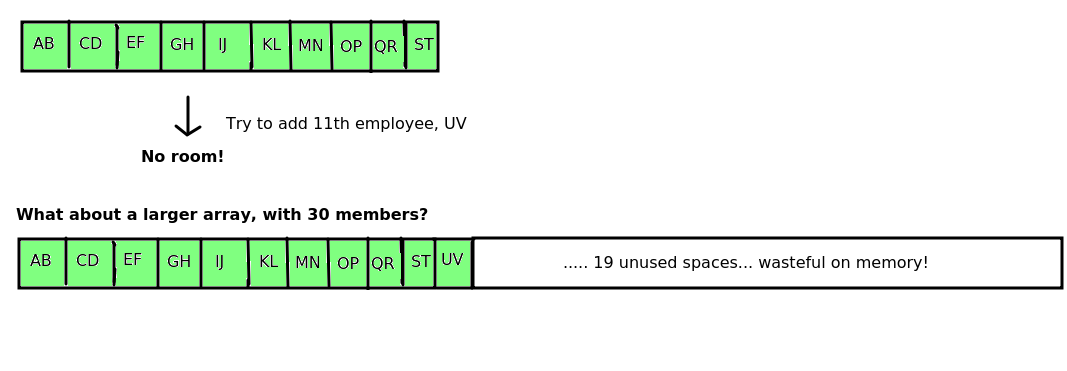 AB CD EF GH IJ KL MN OP QR ST
Try to add 11th employee, UV
No room!
What about a larger array, with 30 members?
AB CD EF GH IJ KL MN OP QR ST UV ..... 19 unused spaces... wasteful on memory!